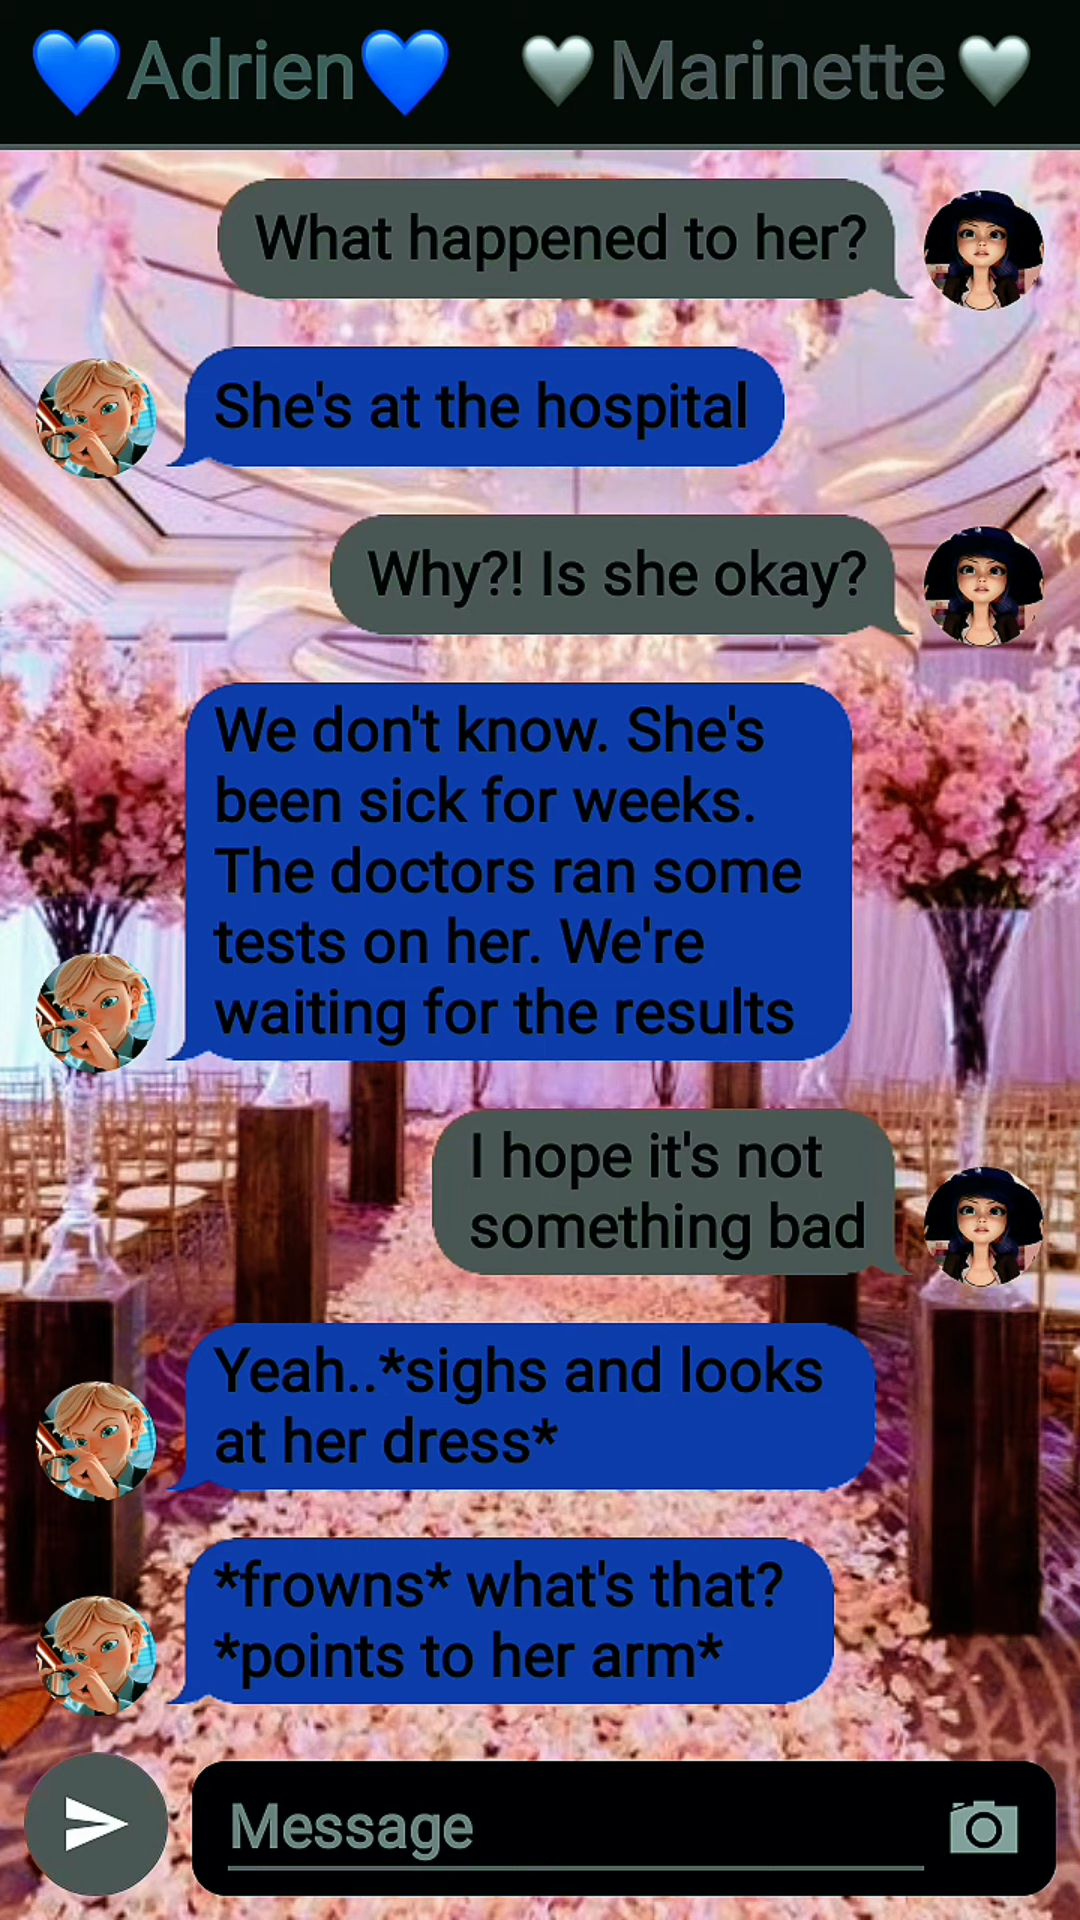 💙Adrien💙 🤍Marinette🤍
What happened to her?
She's at the hospital
Why?! Is she okay?
We don't know. She's
been sick for weeks.
The doctors ran some
tests on her. We're
waiting for the results
I hope it's not
something bad
Yeah..*sighs and looks
at her dress*
*frowns* what's that?
*points to her arm*
Message